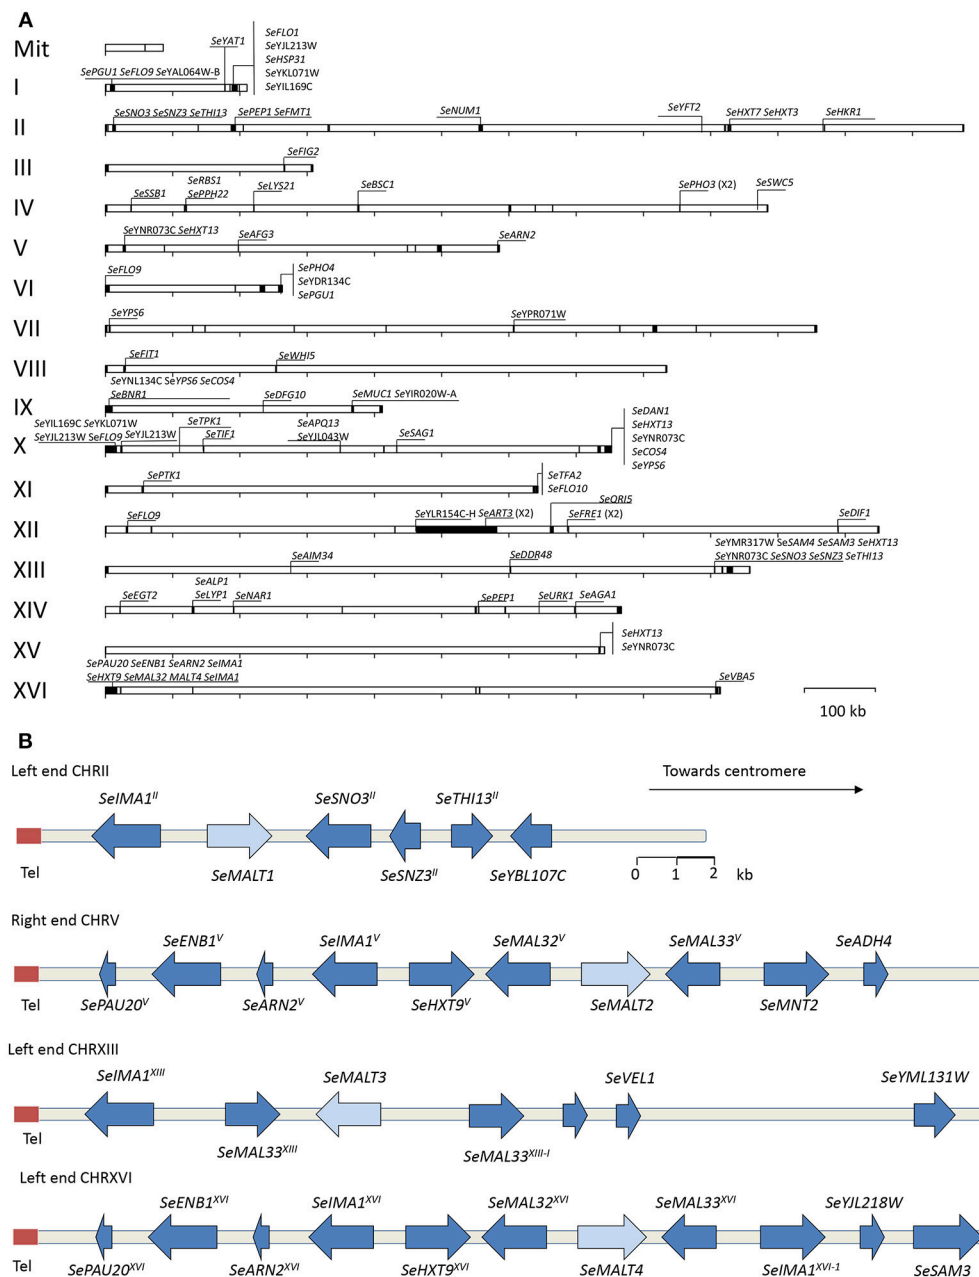 A
Mit
SeYAT1
SeFLO1
SeYJL213W
SeHSP31
SeYKL071W
SeYIL169C
SePGU1 SeFLO9 SeYAL064W-B
I
SeSNO3 SeSNZ3 SeTHI13
SePEP1 SeFMT1
SeNUM1
SeYFT2
SeHXT7 SeHXT3
SeHKR1
II
SeFIG2
III
SeSSB1
SeRBS1
SePPH22
SeLYS21
SeBSC1
SePHO3 (X2)
SeSWC5
IV
SeYNR073C SeHXT13
SeAFG3
SeARN2
V
SeFLO9
SePHO4
SeYDR134C
SePGU1
VI
SeYPS6
SeYPR071W
VII
SeFIT1
SeWHI5
VIII
SeYNL134C SeYPS6 SeCOS4
SeBNR1
SeDFG10
SeMUC1 SeYIR020W-A
IX
SeYIL169C SeYKL071W
SeYJL213W SeFLO9
SeYJL213W
SeTPK1
SeTIF1
SeAPQ13
SeYJL043W
SeSAG1
SeDAN1
SeHXT13
SeYNR073C
SeCOS4
SeYPS6
X
SePTK1
SeTFA2
SeFLO10
XI
SeFLO9
SeYLR154C-H
SeART3 (X2)
SeORI5
SeFRE1 (X2)
SeDIF1
XII
SeAIM34
SeDDR48
SeYMR317W SeSAM4 SeSAM3 SeHXT13
SeYNR073C SeSNO3 SeSNZ3 SeTHI13
XIII
SeEGT2
SeALP1
SeLYP1
SeNAR1
SePEP1
SeURK1
SeAGA1
XIV
SeHXT13
SeYNR073C
XV
SePAU20 SeENB1 SeARN2 SeIMA1
SeHXT9 SeMAL32 MALT4 SeIMA1
SeVBA5
XVI
100 kb
B
Left end CHRII
Towards centromere
SeIMA1II
SeSNO3II
SeTHI13II
Tel
SeMALT1
SeSNZ3II
SeYBL107C
0 1 2 kb
Right end CHRV
SeENB1V
SeIMA1V
SeMAL32V
SeMAL33V
SeADH4
Tel
SePAU20V
SeARN2V
SeHXT9V
SeMALT2
SeMNT2
Left end CHRXIII
SeIMA1XIII
SeMALT3
SeVEL1
SeYML131W
Tel
SeMAL33XIII
SeMAL33XIII-I
Left end CHRXVI
SeENB1XVI
SeIMA1XVI
SeMAL32XVI
SeMAL33XVI
SeYJL218W
Tel
SePAU20XVI
SeARN2XVI
SeHXT9XVI
SeMALT4
SeIMA1XVI-1
SeSAM3